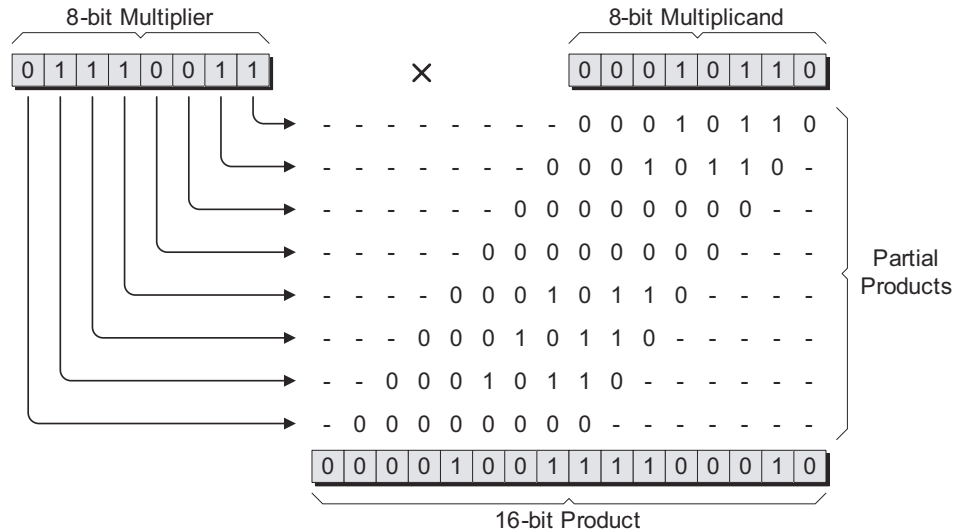 8-bit Multiplier 8-bit Multiplicand
0 1 1 1 0 0 1 1 × 0 0 0 1 0 1 1 0
- - - - - - - - 0 0 0 1 0 1 1 0
- - - - - - - 0 0 0 1 0 1 1 0 -
- - - - - - 0 0 0 0 0 0 0 0 - -
- - - - - 0 0 0 0 0 0 0 0 - - -
- - - - 0 0 0 1 0 1 1 0 - - - -
- - - 0 0 0 1 0 1 1 0 - - - - -
- - 0 0 0 1 0 1 1 0 - - - - - -
- 0 0 0 0 0 0 0 0 - - - - - - -
Partial
Products
0 0 0 0 1 0 0 1 1 1 1 0 0 0 1 0
16-bit Product